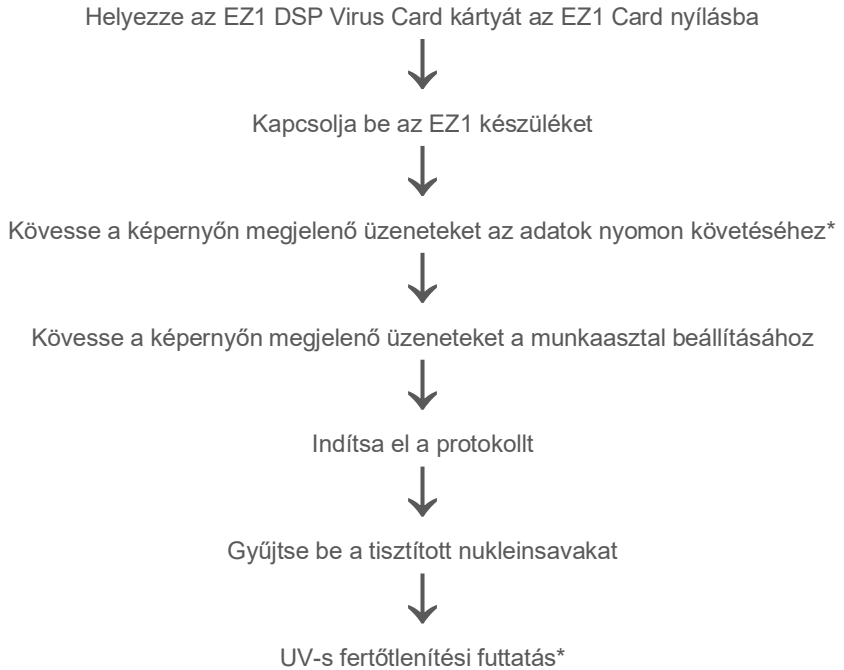 Helyezze az EZ1 DSP Virus Card kártyát az EZ1 Card nyílásba
Kapcsolja be az EZ1 készüléket
Kövesse a képernyőn megjelenő üzeneteket az adatok nyomon követéséhez*
Kövesse a képernyőn megjelenő üzeneteket a munkaasztal beállításához
Indítsa el a protokollt
Gyűjtse be a tisztított nukleinsavakat
UV-s fertőtlenítési futtatás*